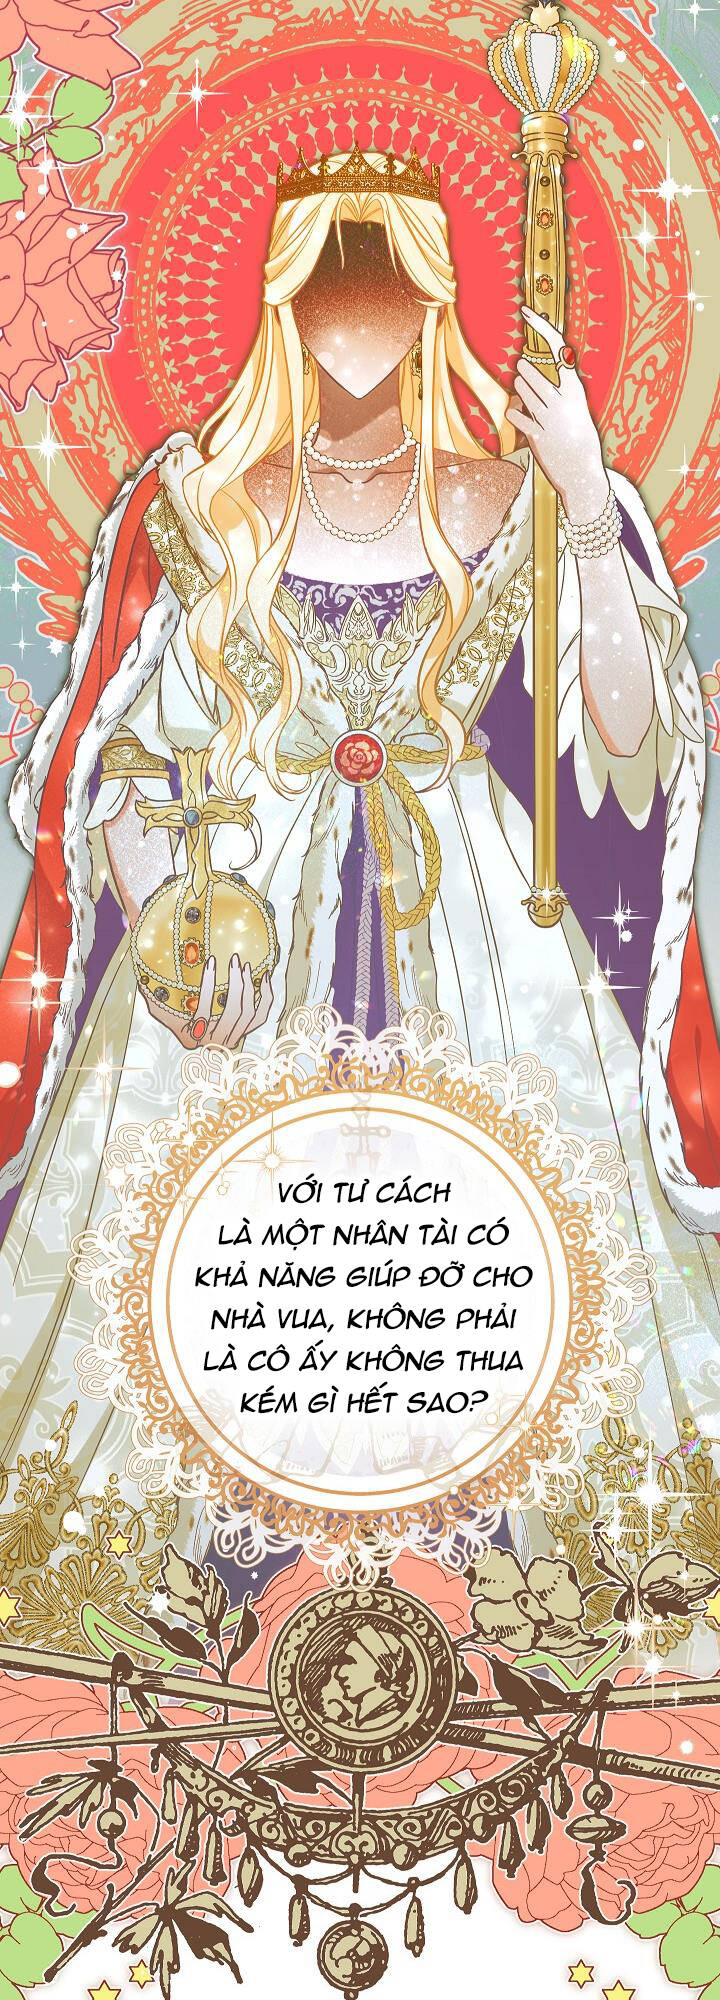 VỚI TƯ CÁCH
LÀ MỘT NHÂN TÀI CÓ
KHẢ NĂNG GIÚP ĐỠ CHO
NHÀ VUA, KHÔNG PHẢI
LÀ CÔ ẤY KHÔNG THUA
KÉM GÌ HẾT SAO?